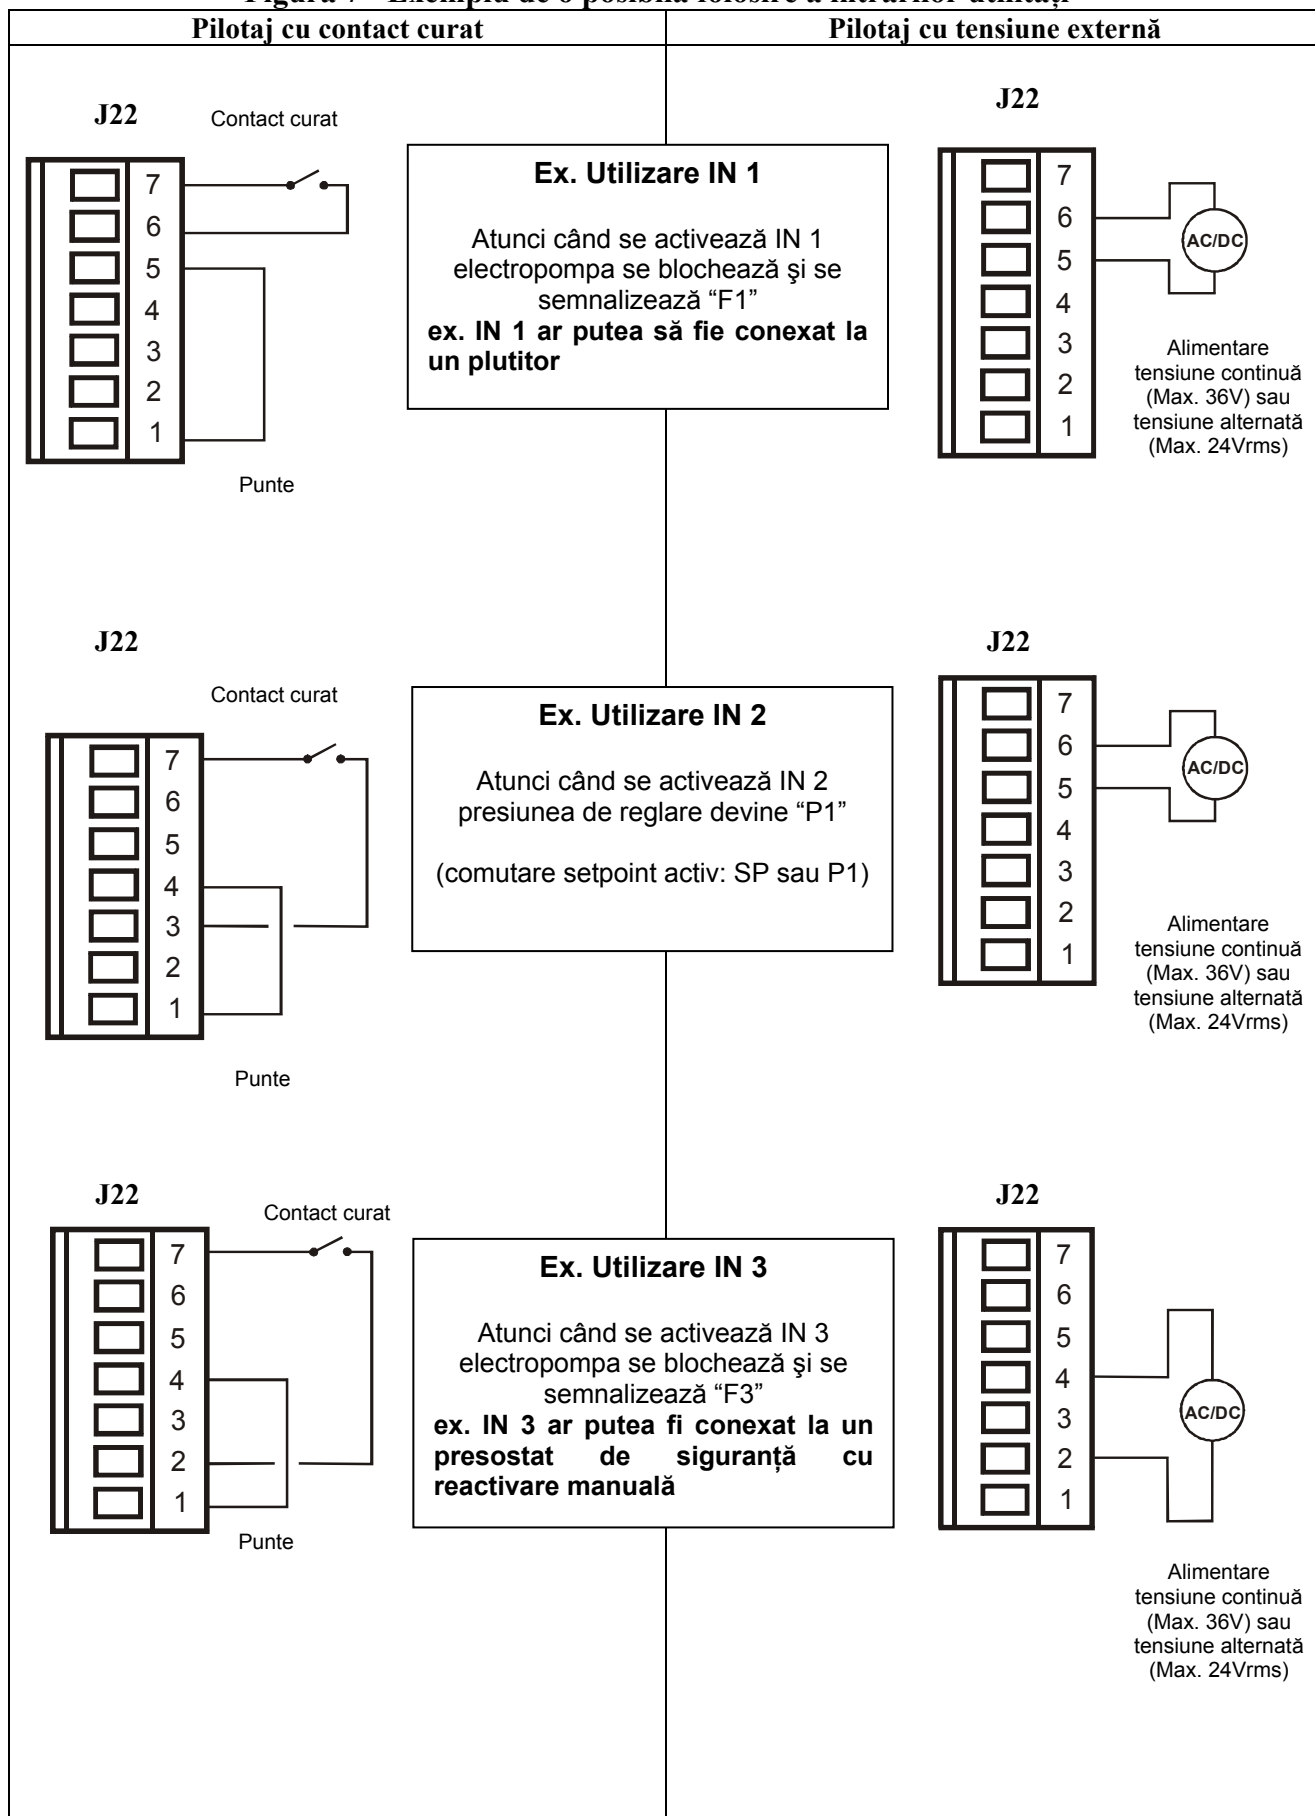 Pilotaj cu contact curat
Pilotaj cu tensiune externă
J22
Contact curat
7
6
5
4
3
2
1
Punte
Ex. Utilizare IN 1
Atunci când se activează IN 1
electropompa se blochează şi se
semnalizează “F1”
ex. IN 1 ar putea să fie conexat la
un plutitor
J22
7
6
5
4
3
2
1
AC/DC
Alimentare
tensiune continuă
(Max. 36V) sau
tensiune alternată
(Max. 24Vrms)
J22
Contact curat
7
6
5
4
3
2
1
Punte
Ex. Utilizare IN 2
Atunci când se activează IN 2
presiunea de reglare devine “P1”
(comutare setpoint activ: SP sau P1)
J22
7
6
5
4
3
2
1
AC/DC
Alimentare
tensiune continuă
(Max. 36V) sau
tensiune alternată
(Max. 24Vrms)
J22
Contact curat
7
6
5
4
3
2
1
Punte
Ex. Utilizare IN 3
Atunci când se activează IN 3
electropompa se blochează şi se
semnalizează “F3”
ex. IN 3 ar putea fi conexat la un
presostat de siguranță cu
reactivare manuală
J22
7
6
5
4
3
2
1
AC/DC
Alimentare
tensiune continuă
(Max. 36V) sau
tensiune alternată
(Max. 24Vrms)